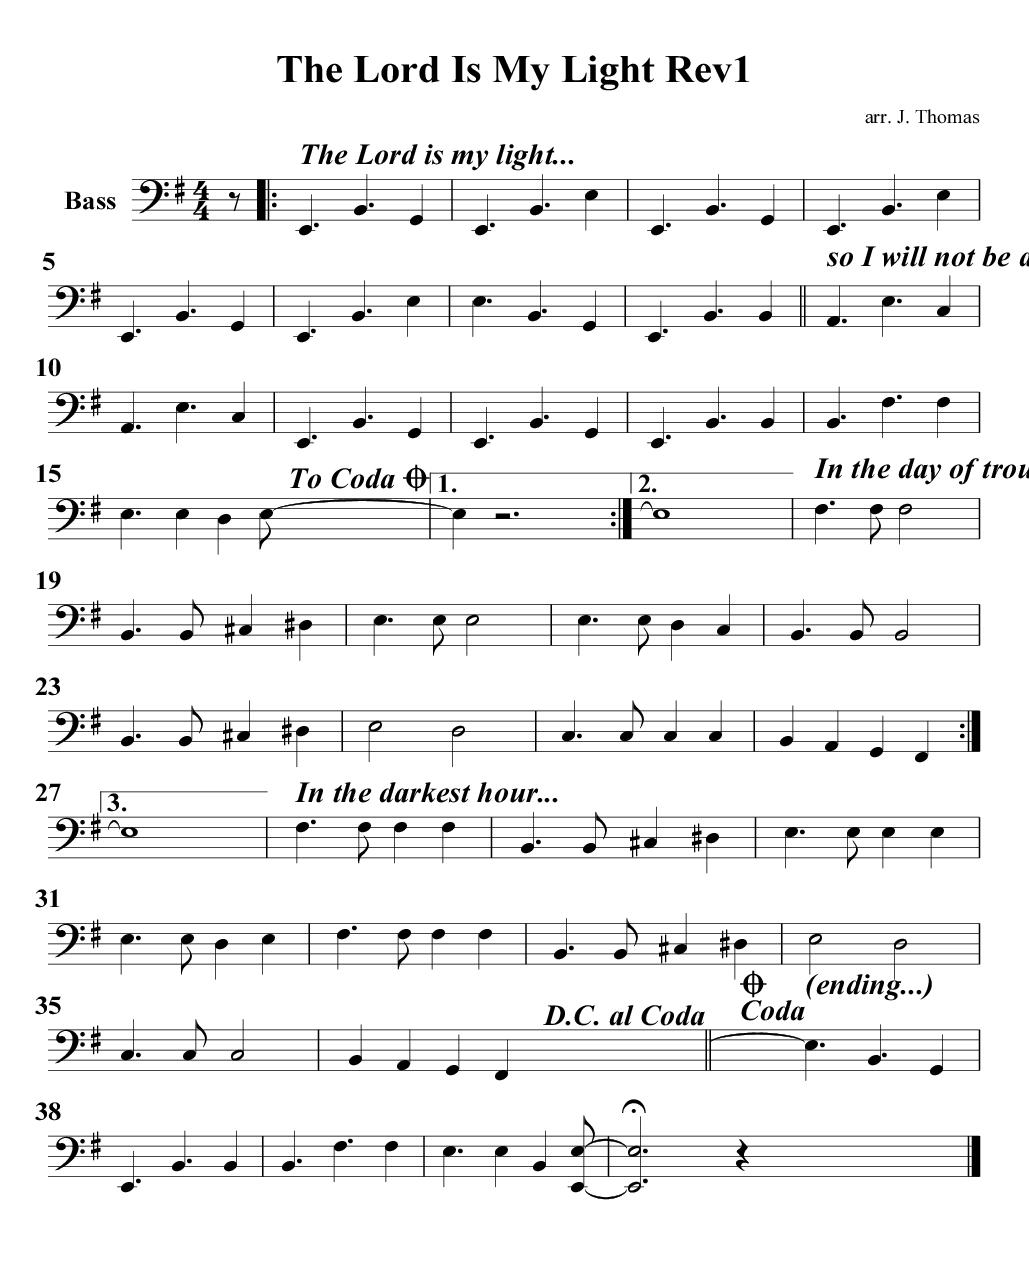 The Lord Is My Light Rev1
arr. J. Thomas
The Lord is my light...
Bass
4
4
5
so I will not be a
10
15
To Coda
1.
2.
In the day of trou
19
23
27
3.
In the darkest hour...
31
35
D.C. al Coda
Coda
(ending...)
38